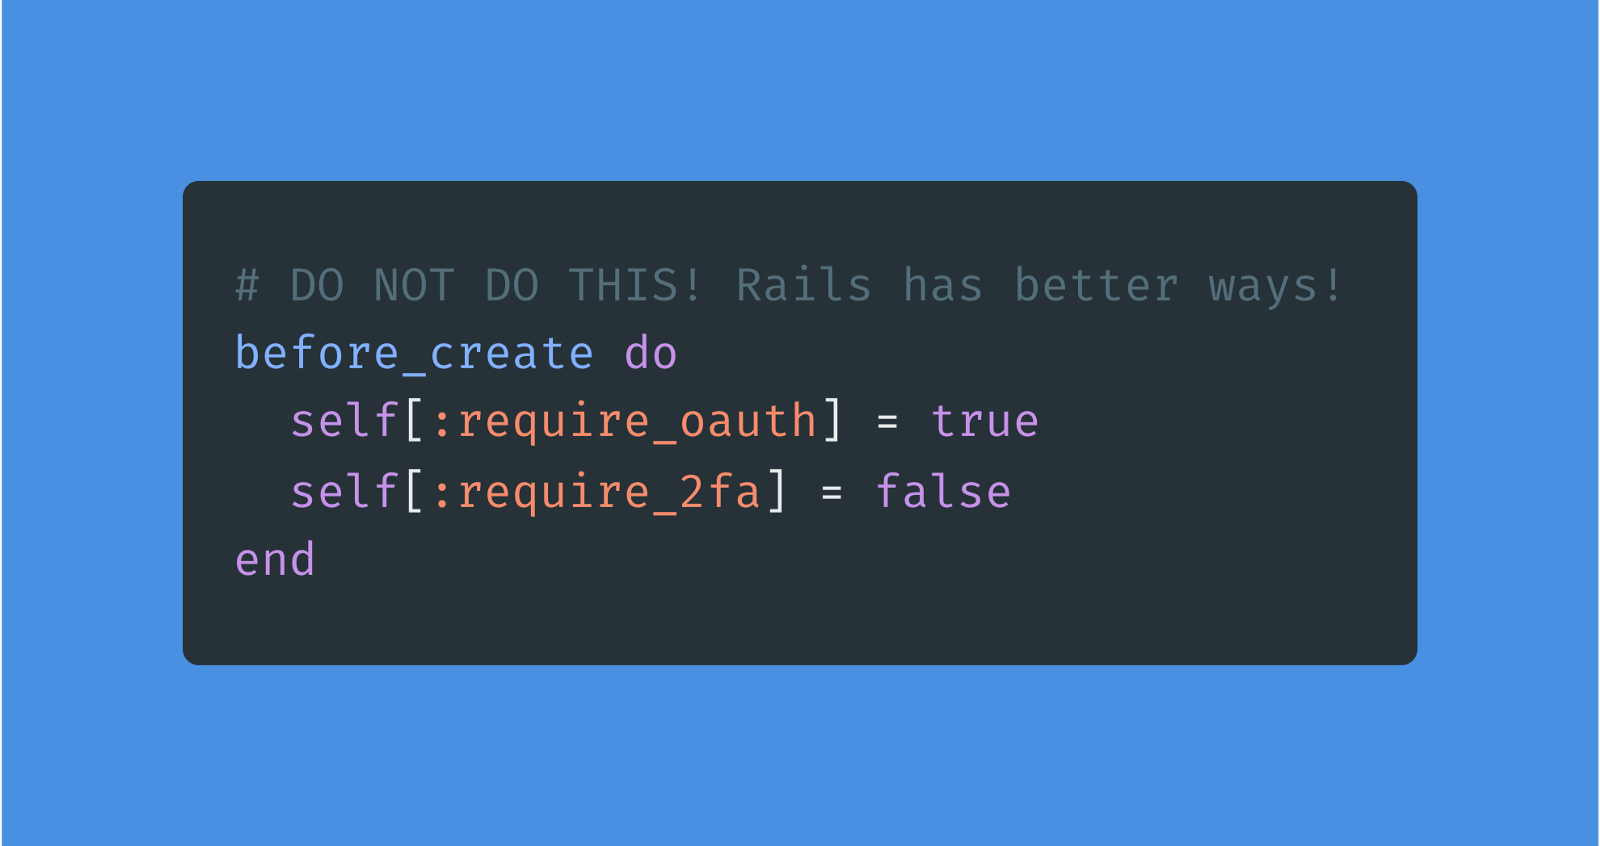 # DO NOT DO THIS! Rails has better ways!
before_create do
  self[:require_oauth] = true
  self[:require_2fa] = false
end